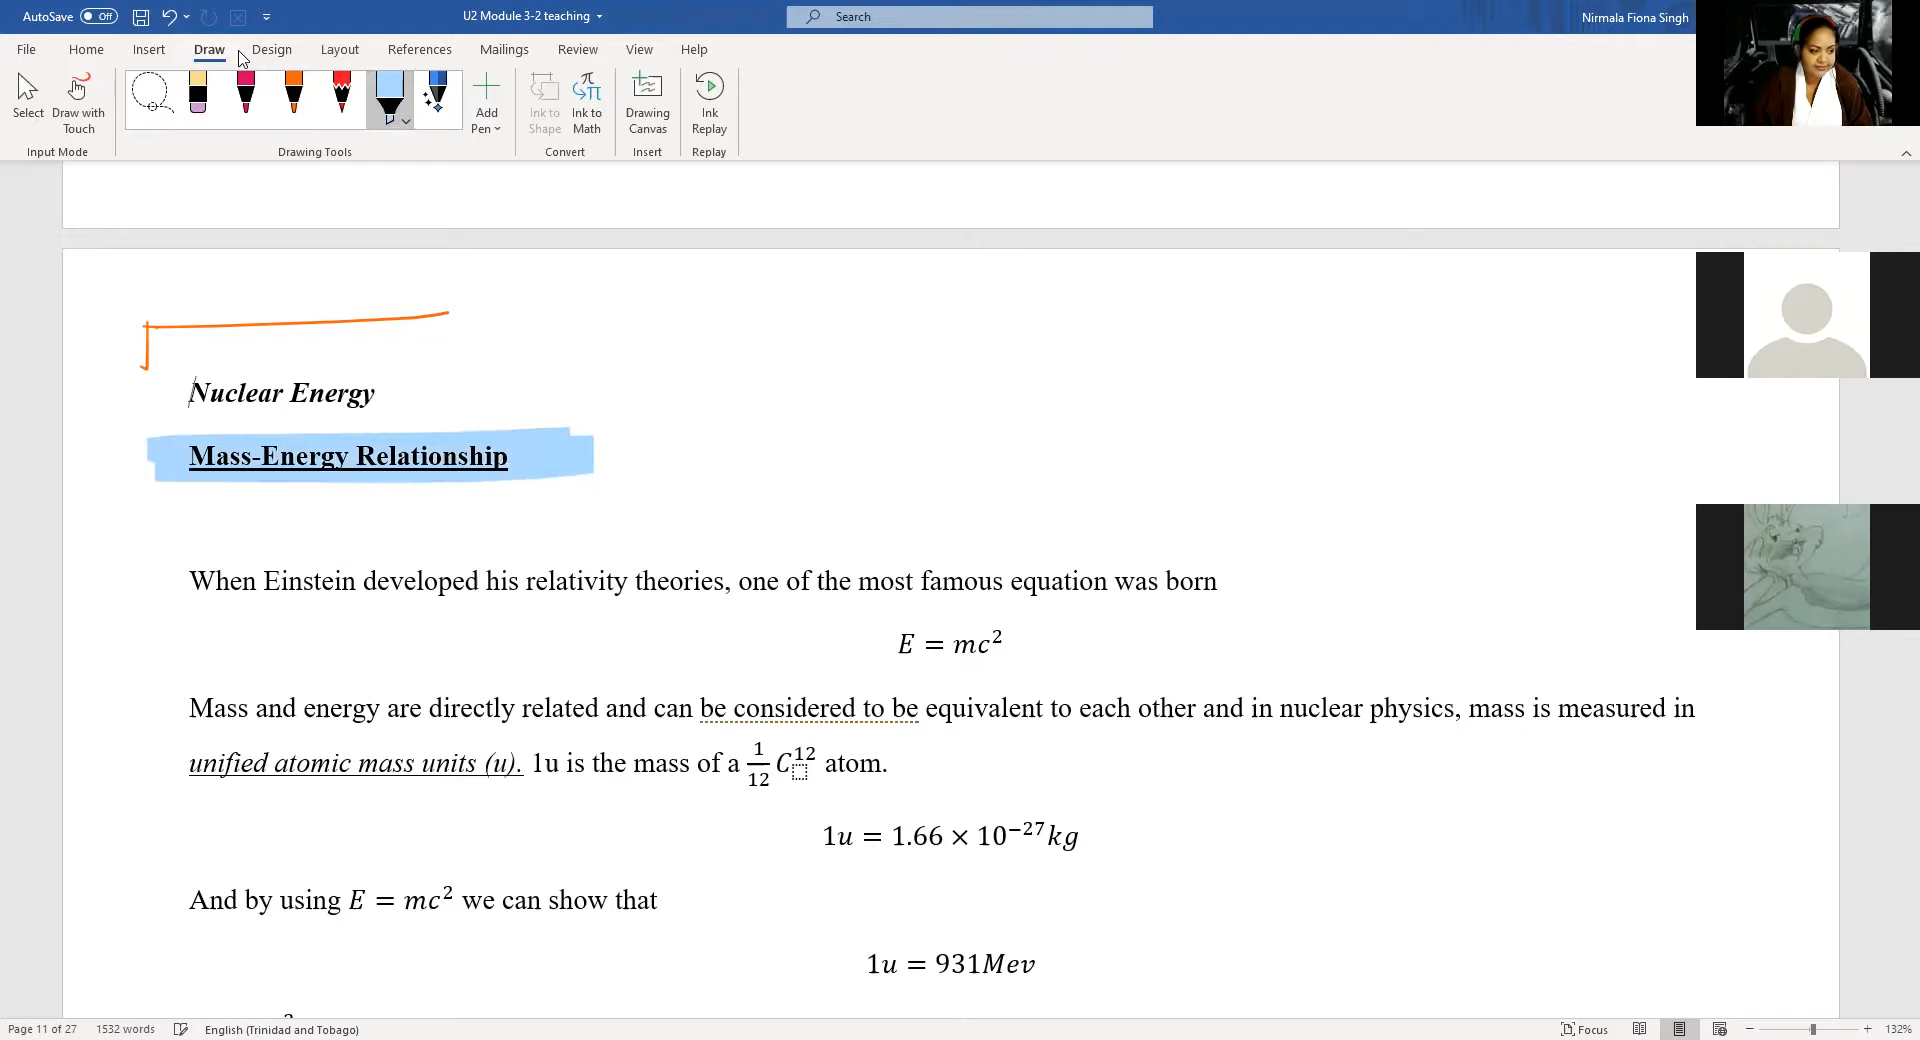 AutoSave Off U2 Module 3-2 teaching Search Nirmala Fiona Singh
File Home Insert Draw Design Layout References Mailings Review View Help
Select Draw with Touch Add Pen Ink to Shape Ink to Math Drawing Canvas Ink Replay
Input Mode Drawing Tools Convert Insert Replay
Nuclear Energy
Mass-Energy Relationship
When Einstein developed his relativity theories, one of the most famous equation was born
E = mc²
Mass and energy are directly related and can be considered to be equivalent to each other and in nuclear physics, mass is measured in
unified atomic mass units (u). 1u is the mass of a 1/12 C¹² atom.
1u = 1.66 × 10⁻²⁷kg
And by using E = mc² we can show that
1u = 931Mev
Page 11 of 27 1532 words English (Trinidad and Tobago) Focus 132%